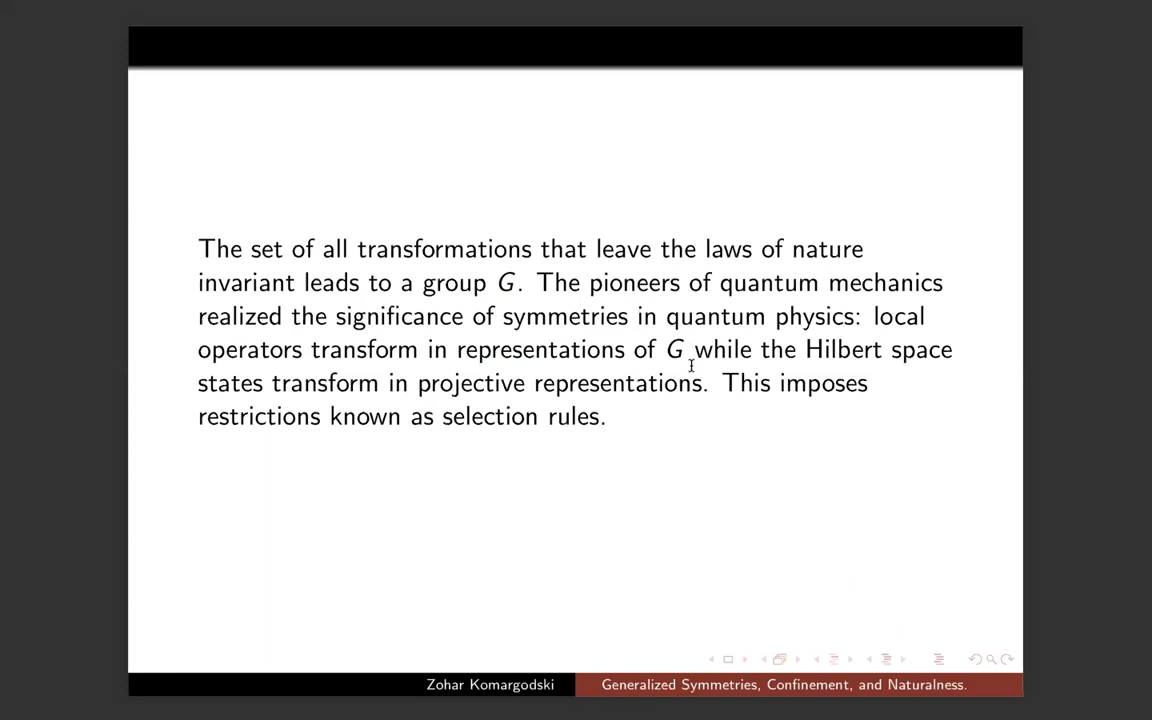 The set of all transformations that leave the laws of nature
invariant leads to a group G. The pioneers of quantum mechanics
realized the significance of symmetries in quantum physics: local
operators transform in representations of G while the Hilbert space
states transform in projective representations. This imposes
restrictions known as selection rules.
Zohar Komargodski
Generalized Symmetries, Confinement, and Naturalness.